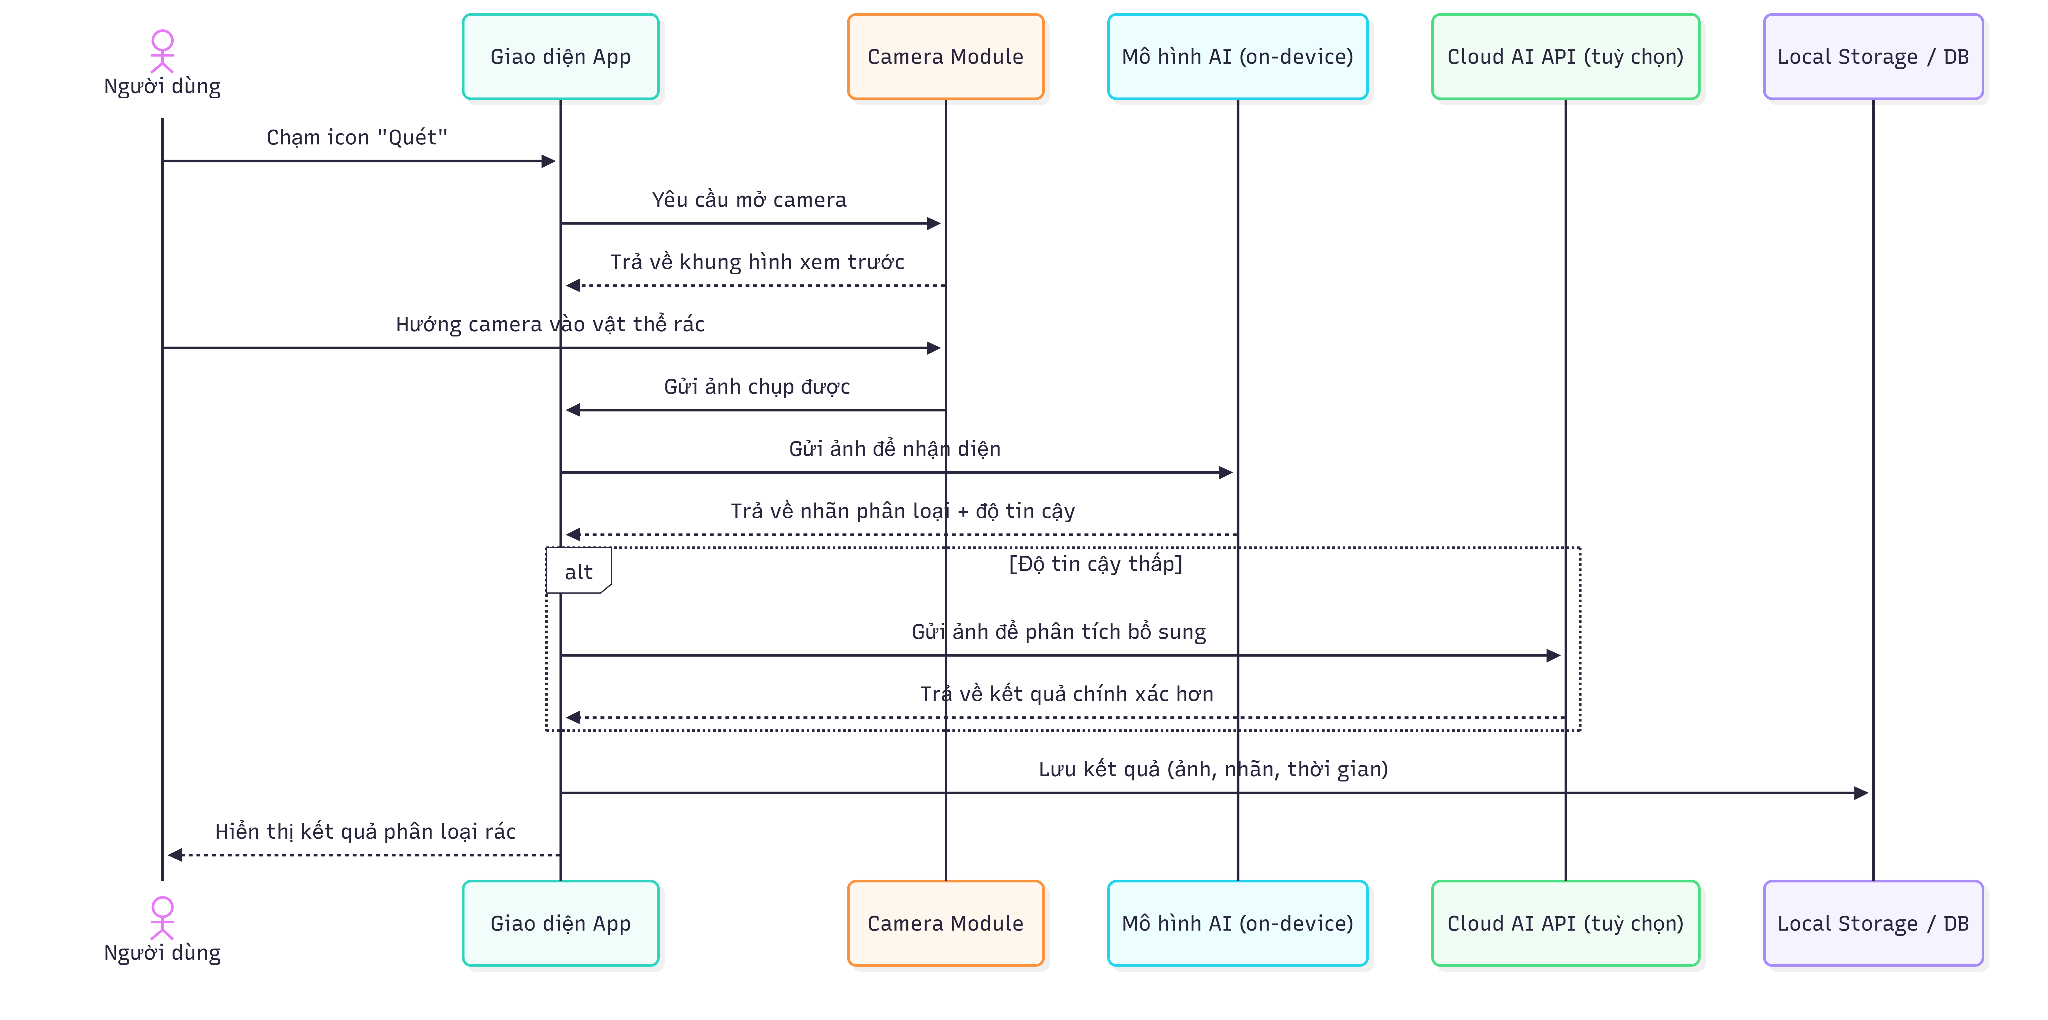 Người dùng
Giao diện App
Camera Module
Mô hình AI (on-device)
Cloud AI API (tuỳ chọn)
Local Storage / DB
Chạm icon "Quét"
Yêu cầu mở camera
Trả về khung hình xem trước
Hướng camera vào vật thể rác
Gửi ảnh chụp được
Gửi ảnh để nhận diện
Trả về nhãn phân loại + độ tin cậy
alt
[Độ tin cậy thấp]
Gửi ảnh để phân tích bổ sung
Trả về kết quả chính xác hơn
Lưu kết quả (ảnh, nhãn, thời gian)
Hiển thị kết quả phân loại rác
Người dùng
Giao diện App
Camera Module
Mô hình AI (on-device)
Cloud AI API (tuỳ chọn)
Local Storage / DB